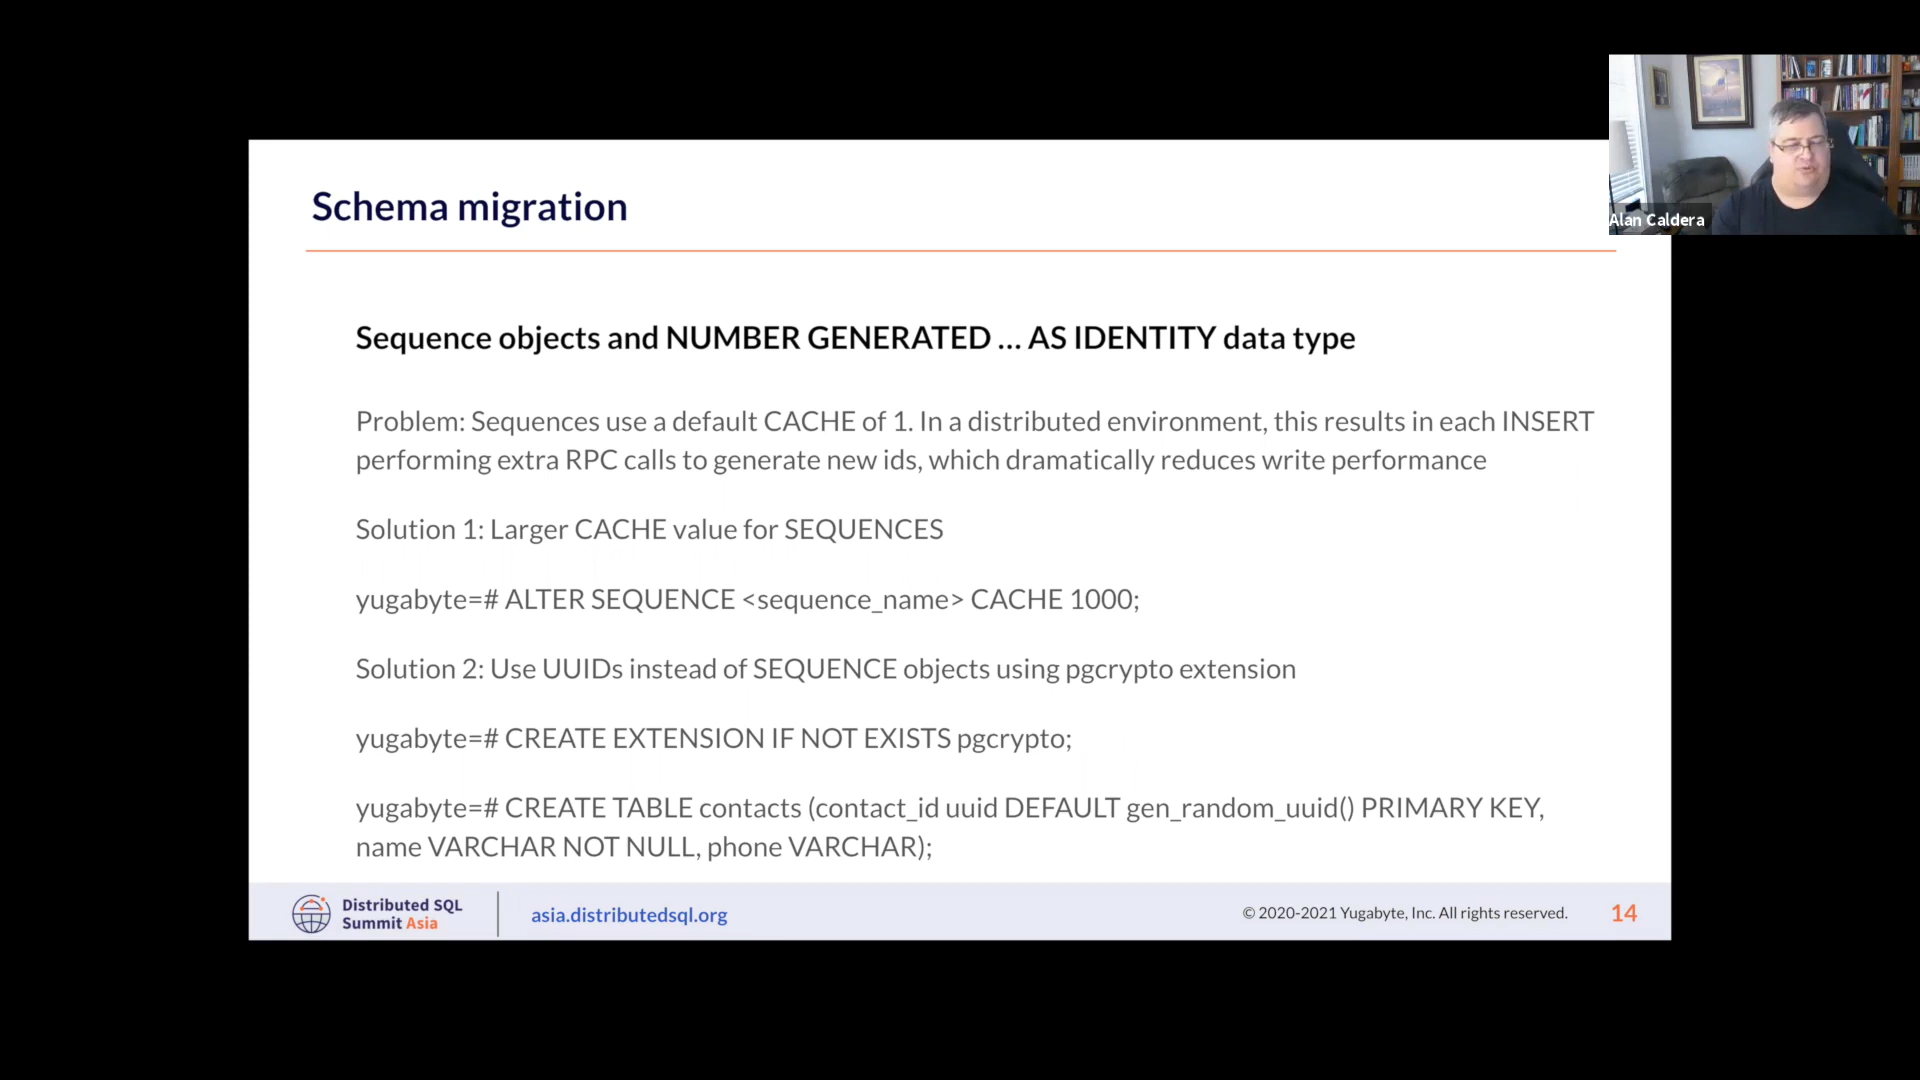 Schema migration
Alan Caldera
Sequence objects and NUMBER GENERATED ... AS IDENTITY data type
Problem: Sequences use a default CACHE of 1. In a distributed environment, this results in each INSERT
performing extra RPC calls to generate new ids, which dramatically reduces write performance
Solution 1: Larger CACHE value for SEQUENCES
yugabyte=# ALTER SEQUENCE <sequence_name> CACHE 1000;
Solution 2: Use UUIDs instead of SEQUENCE objects using pgcrypto extension
yugabyte=# CREATE EXTENSION IF NOT EXISTS pgcrypto;
yugabyte=# CREATE TABLE contacts (contact_id uuid DEFAULT gen_random_uuid() PRIMARY KEY,
name VARCHAR NOT NULL, phone VARCHAR);
Distributed SQL
Summit Asia
asia.distributedsql.org
© 2020-2021 Yugabyte, Inc. All rights reserved.
14